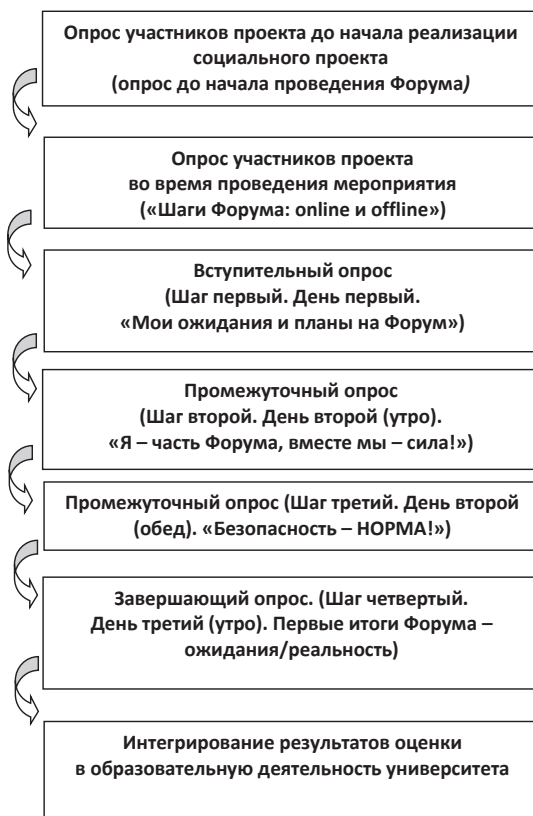 Опрос участников проекта до начала реализации
социального проекта
(опрос до начала проведения Форума)
Опрос участников проекта
во время проведения мероприятия
(«Шаги Форума: online и offline»)
Вступительный опрос
(Шаг первый. День первый.
«Мои ожидания и планы на Форум»)
Промежуточный опрос
(Шаг второй. День второй (утро).
«Я – часть Форума, вместе мы – сила!»)
Промежуточный опрос (Шаг третий. День второй
(обед). «Безопасность – НОРМА!»)
Завершающий опрос. (Шаг четвертый.
День третий (утро). Первые итоги Форума –
ожидания/реальность)
Интегрирование результатов оценки
в образовательную деятельность университета